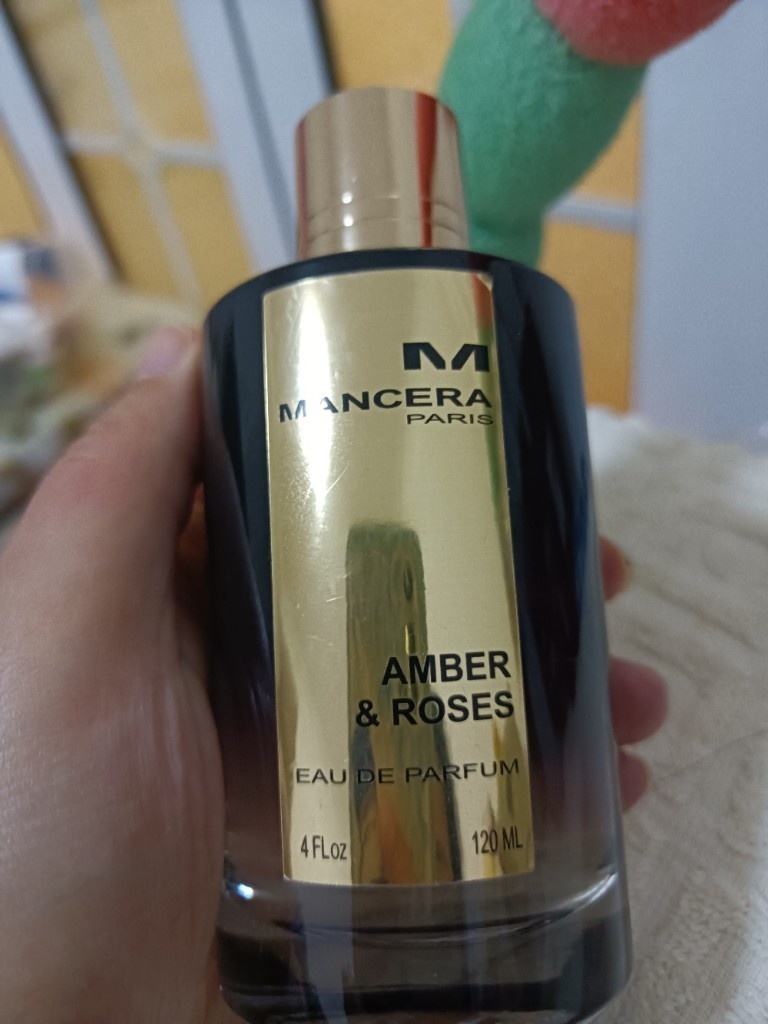 M
MANCERA
PARIS
AMBER
& ROSES
EAU DE PARFUM
4 FLoz 120 ML